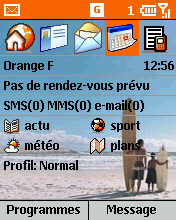 G 1
Orange F 12:56
Pas de rendez-vous prévu
SMS(0) MMS(0) e-mail(0)
actu sport
météo plans
Profil: Normal
Programmes Message